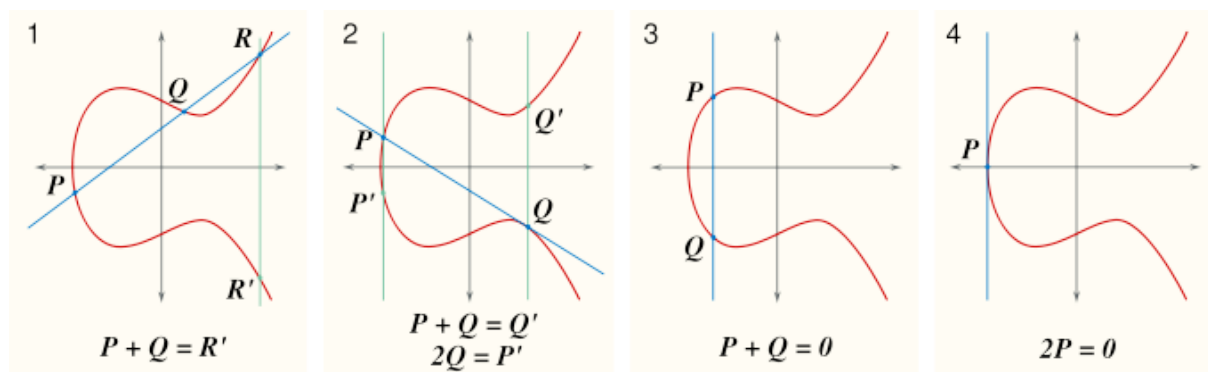 1
R
Q
P
R'
P + Q = R'
2
Q'
P
P'
Q
P + Q = Q'
2Q = P'
3
P
Q
P + Q = 0
4
P
2P = 0